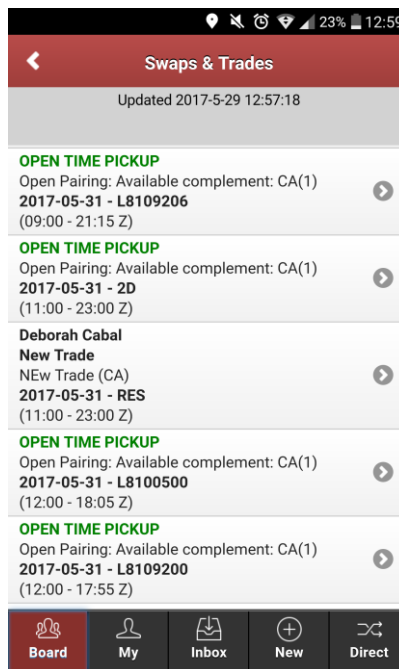 23% 12:59
Swaps & Trades
Updated 2017-5-29 12:57:18
OPEN TIME PICKUP
Open Pairing: Available complement: CA(1)
2017-05-31 - L8109206
(09:00 - 21:15 Z)
OPEN TIME PICKUP
Open Pairing: Available complement: CA(1)
2017-05-31 - 2D
(11:00 - 23:00 Z)
Deborah Cabal
New Trade
NEw Trade (CA)
2017-05-31 - RES
(11:00 - 23:00 Z)
OPEN TIME PICKUP
Open Pairing: Available complement: CA(1)
2017-05-31 - L8100500
(12:00 - 18:05 Z)
OPEN TIME PICKUP
Open Pairing: Available complement: CA(1)
2017-05-31 - L8109200
(12:00 - 17:55 Z)
Board My Inbox New Direct